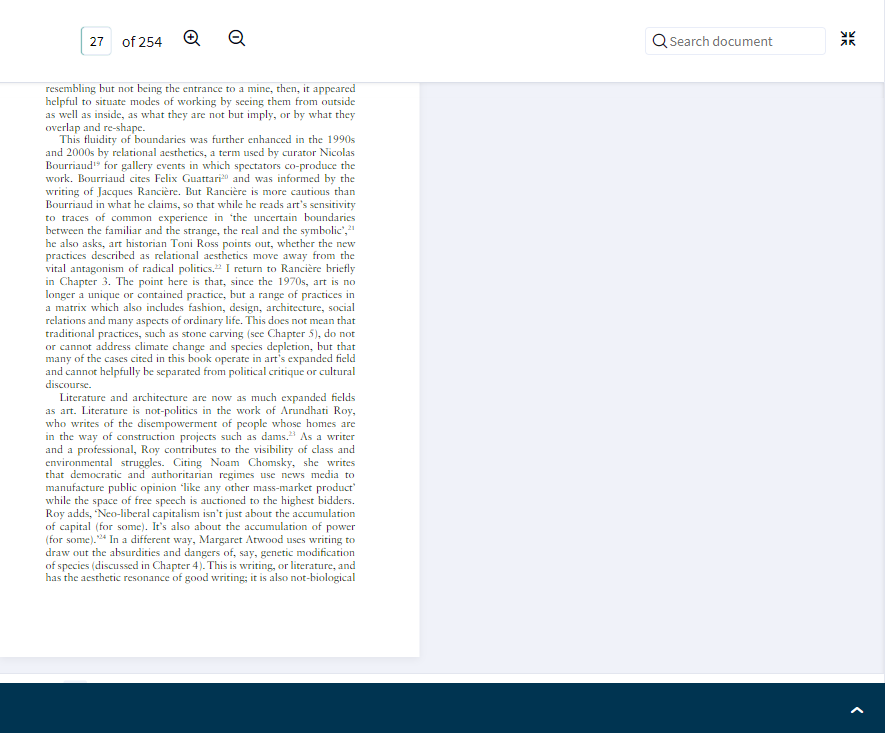 27 of 254 Search document
resembling but not being the entrance to a mine, then, it appeared
helpful to situate modes of working by seeing them from outside
as well as inside, as what they are not but imply, or by what they
overlap and re-shape.
This fluidity of boundaries was further enhanced in the 1990s
and 2000s by relational aesthetics, a term used by curator Nicolas
Bourriaud¹⁹ for gallery events in which spectators co-produce the
work. Bourriaud cites Felix Guattari²⁰ and was informed by the
writing of Jacques Rancière. But Rancière is more cautious than
Bourriaud in what he claims, so that while he reads art's sensitivity
to traces of common experience in 'the uncertain boundaries
between the familiar and the strange, the real and the symbolic',²¹
he also asks, art historian Toni Ross points out, whether the new
practices described as relational aesthetics move away from the
vital antagonism of radical politics.²² I return to Rancière briefly
in Chapter 3. The point here is that, since the 1970s, art is no
longer a unique or contained practice, but a range of practices in
a matrix which also includes fashion, design, architecture, social
relations and many aspects of ordinary life. This does not mean that
traditional practices, such as stone carving (see Chapter 5), do not
or cannot address climate change and species depletion, but that
many of the cases cited in this book operate in art's expanded field
and cannot helpfully be separated from political critique or cultural
discourse.
Literature and architecture are now as much expanded fields
as art. Literature is not-politics in the work of Arundhati Roy,
who writes of the disempowerment of people whose homes are
in the way of construction projects such as dams.²³ As a writer
and a professional, Roy contributes to the visibility of class and
environmental struggles. Citing Noam Chomsky, she writes
that democratic and authoritarian regimes use news media to
manufacture public opinion 'like any other mass-market product'
while the space of free speech is auctioned to the highest bidders.
Roy adds, 'Neo-liberal capitalism isn't just about the accumulation
of capital (for some). It's also about the accumulation of power
(for some).'²⁴ In a different way, Margaret Atwood uses writing to
draw out the absurdities and dangers of, say, genetic modification
of species (discussed in Chapter 4). This is writing, or literature, and
has the aesthetic resonance of good writing; it is also not-biological